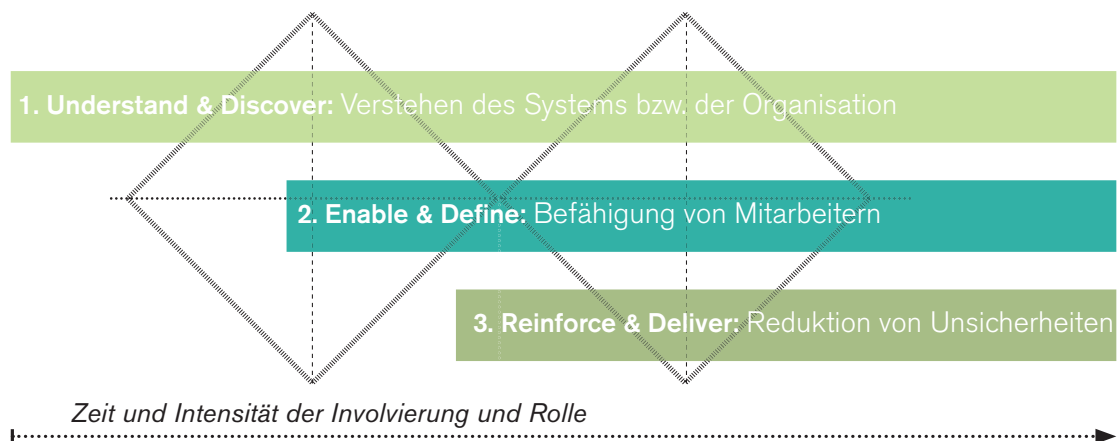 1. Understand & Discover: Verstehen des Systems bzw. der Organisation
2. Enable & Define: Befähigung von Mitarbeitern
3. Reinforce & Deliver: Reduktion von Unsicherheiten
Zeit und Intensität der Involvierung und Rolle